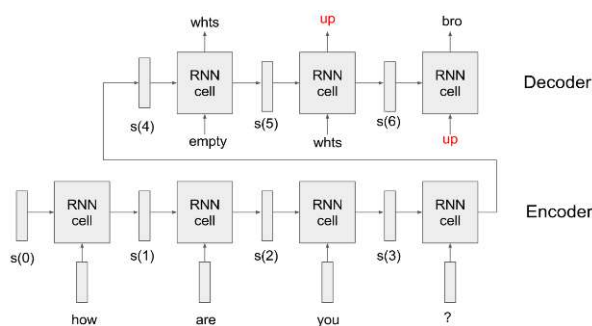 whts up bro
RNN cell RNN cell RNN cell Decoder
s(4) s(5) s(6)
empty whts up
RNN cell RNN cell RNN cell RNN cell Encoder
s(0) s(1) s(2) s(3)
how are you ?